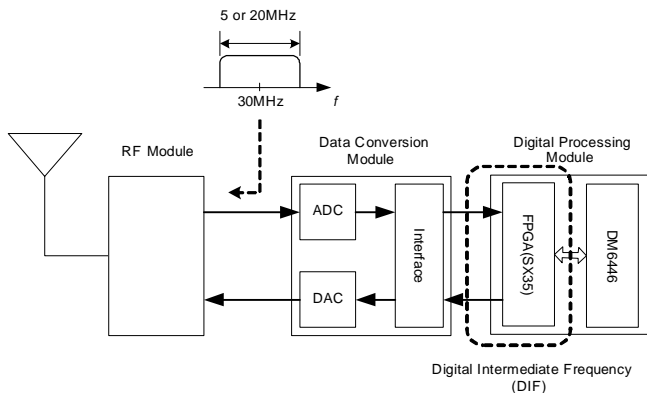 5 or 20MHz
30MHz
f
RF Module
Data Conversion
Module
Digital Processing
Module
ADC
DAC
Interface
FPGA(SX35)
DM6446
Digital Intermediate Frequency
(DIF)